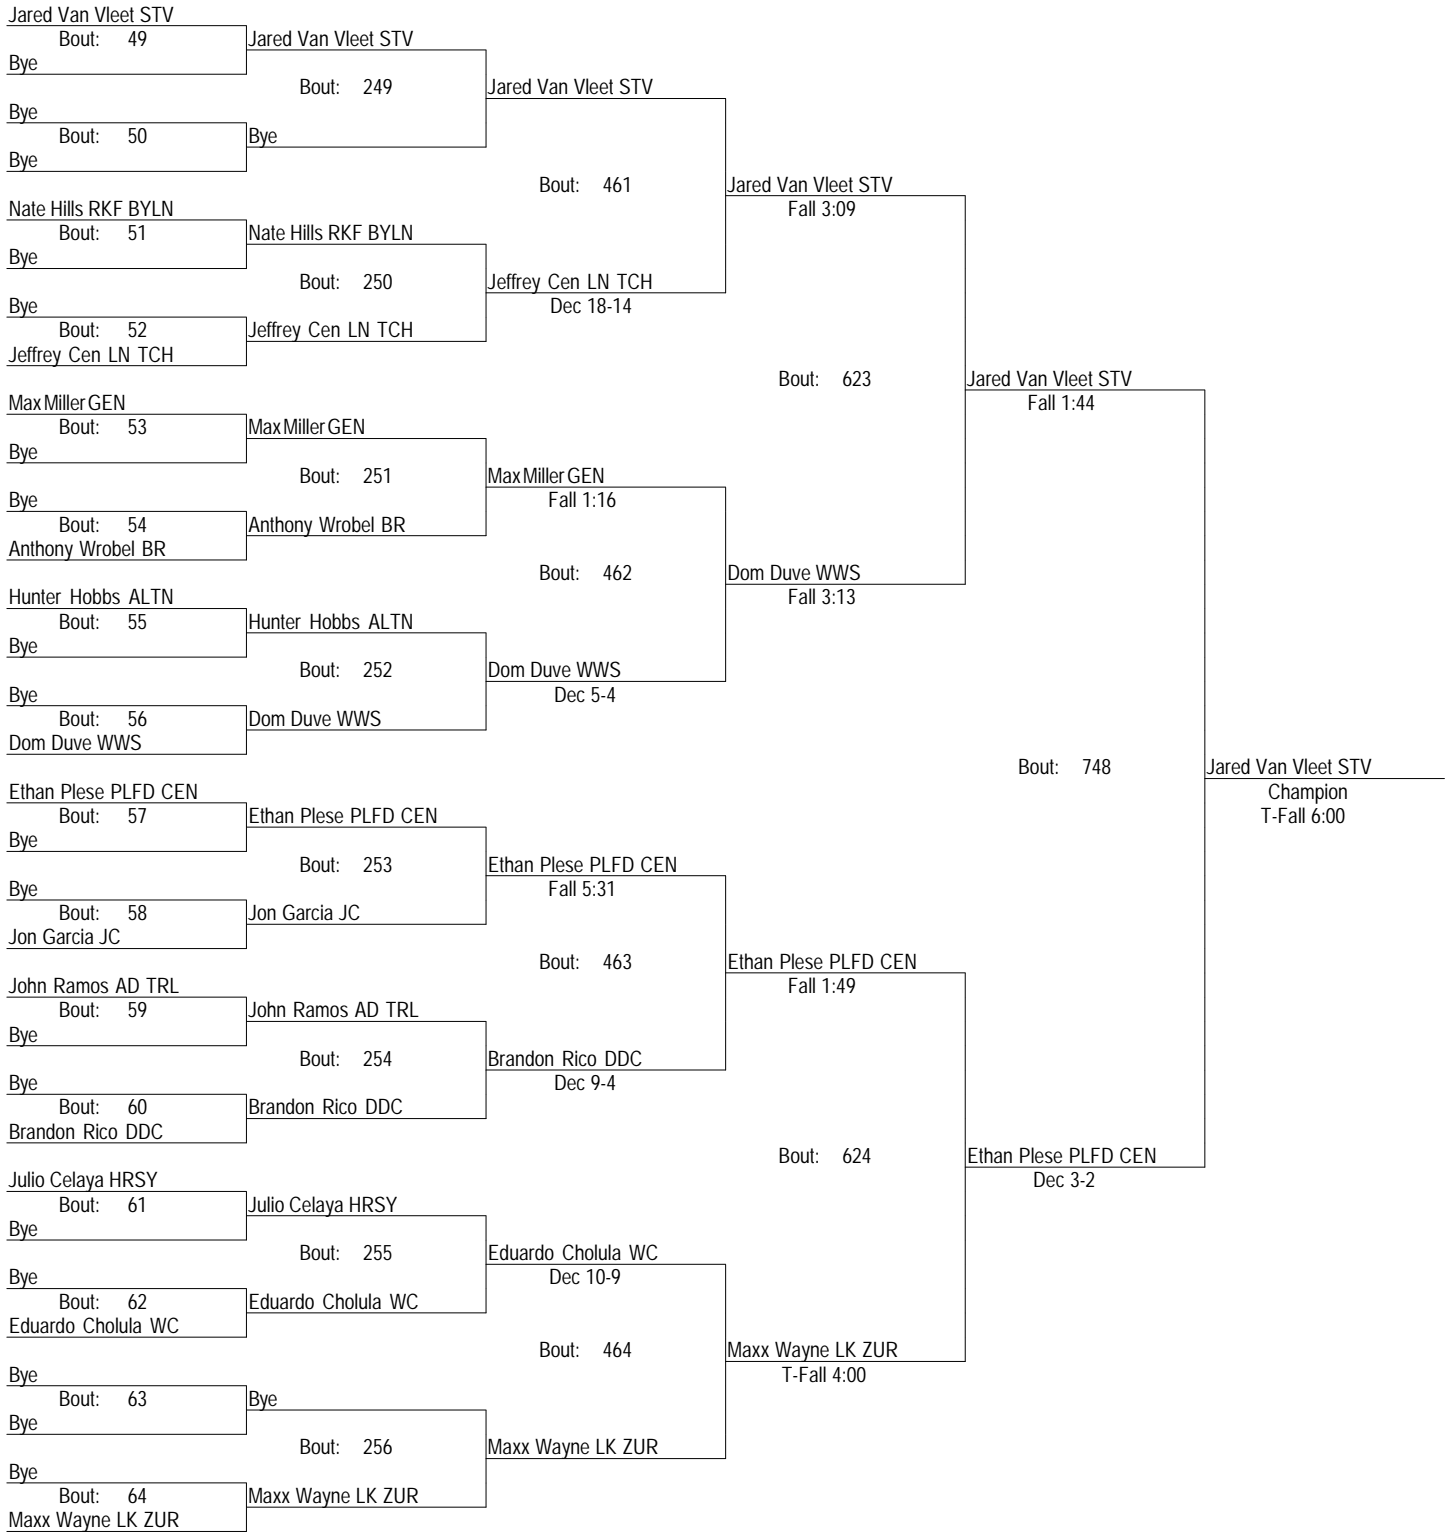 Jared Van Vleet STV
Bout: 49
Jared Van Vleet STV
Bye
Bout: 249
Jared Van Vleet STV
Bye
Bout: 50
Bye
Bye
Bout: 461
Jared Van Vleet STV
Fall 3:09
Nate Hills RKF BYLN
Bout: 51
Nate Hills RKF BYLN
Bye
Bout: 250
Jeffrey Cen LN TCH
Dec 18-14
Bye
Bout: 52
Jeffrey Cen LN TCH
Jeffrey Cen LN TCH
Bout: 623
Jared Van Vleet STV
Fall 1:44
Max Miller GEN
Bout: 53
Max Miller GEN
Bye
Bout: 251
Max Miller GEN
Fall 1:16
Bye
Bout: 54
Anthony Wrobel BR
Anthony Wrobel BR
Bout: 462
Dom Duve WWS
Fall 3:13
Hunter Hobbs ALTN
Bout: 55
Hunter Hobbs ALTN
Bye
Bout: 252
Dom Duve WWS
Dec 5-4
Bye
Bout: 56
Dom Duve WWS
Dom Duve WWS
Bout: 748
Jared Van Vleet STV
Champion
T-Fall 6:00
Ethan Plese PLFD CEN
Bout: 57
Ethan Plese PLFD CEN
Bye
Bout: 253
Ethan Plese PLFD CEN
Fall 5:31
Bye
Bout: 58
Jon Garcia JC
Jon Garcia JC
Bout: 463
Ethan Plese PLFD CEN
Fall 1:49
John Ramos AD TRL
Bout: 59
John Ramos AD TRL
Bye
Bout: 254
Brandon Rico DDC
Dec 9-4
Bye
Bout: 60
Brandon Rico DDC
Brandon Rico DDC
Bout: 624
Ethan Plese PLFD CEN
Dec 3-2
Julio Celaya HRSY
Bout: 61
Julio Celaya HRSY
Bye
Bout: 255
Eduardo Cholula WC
Dec 10-9
Bye
Bout: 62
Eduardo Cholula WC
Eduardo Cholula WC
Bout: 464
Maxx Wayne LK ZUR
T-Fall 4:00
Bye
Bout: 63
Bye
Bye
Bout: 256
Maxx Wayne LK ZUR
Bye
Bout: 64
Maxx Wayne LK ZUR
Maxx Wayne LK ZUR